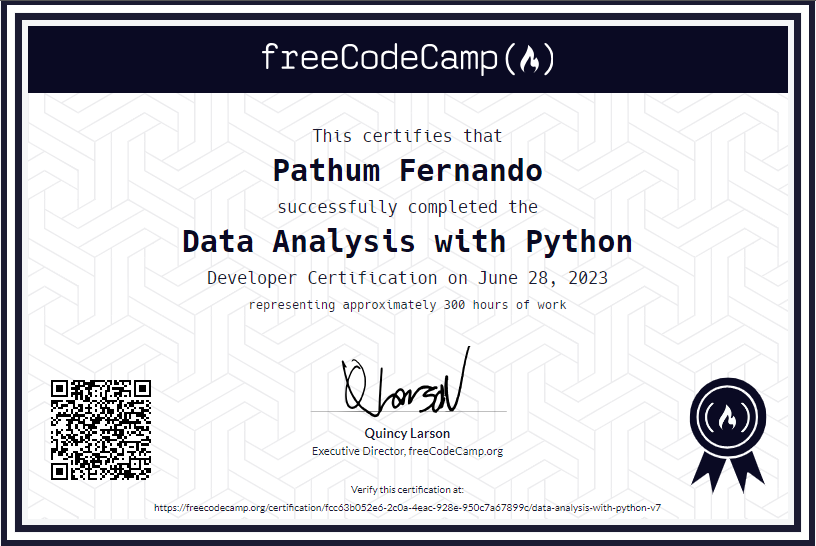 freeCodeCamp
This certifies that
Pathum Fernando
successfully completed the
Data Analysis with Python
Developer Certification on June 28, 2023
representing approximately 300 hours of work
QLarson
Quincy Larson
Executive Director, freeCodeCamp.org
Verify this certification at:
https://freecodecamp.org/certification/fcc63b052e6-2c0a-4eac-928e-950c7a67899c/data-analysis-with-python-v7